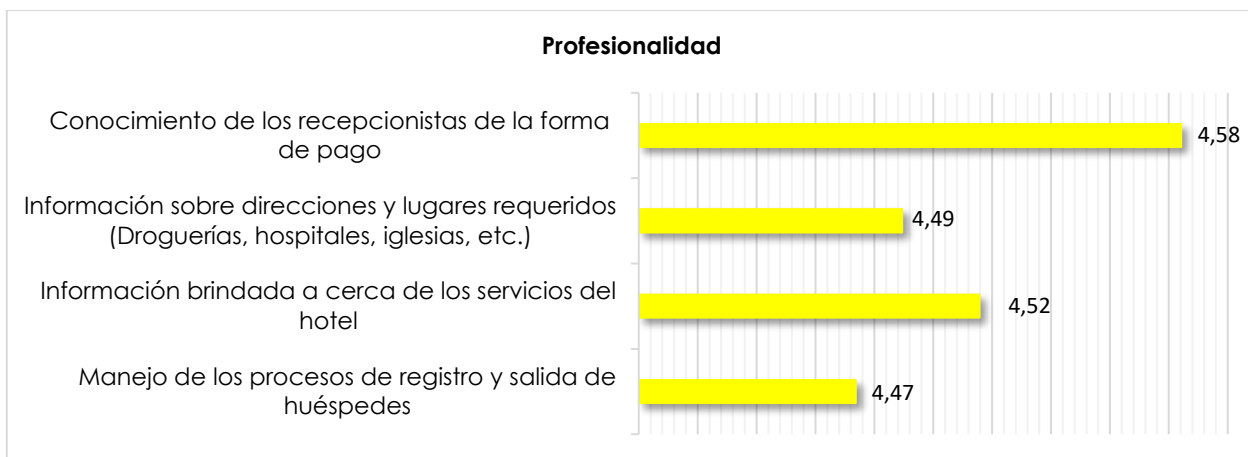 Profesionalidad
Conocimiento de los recepcionistas de la forma
de pago
4,58
Información sobre direcciones y lugares requeridos
(Droguerías, hospitales, iglesias, etc.)
4,49
Información brindada a cerca de los servicios del
hotel
4,52
Manejo de los procesos de registro y salida de
huéspedes
4,47